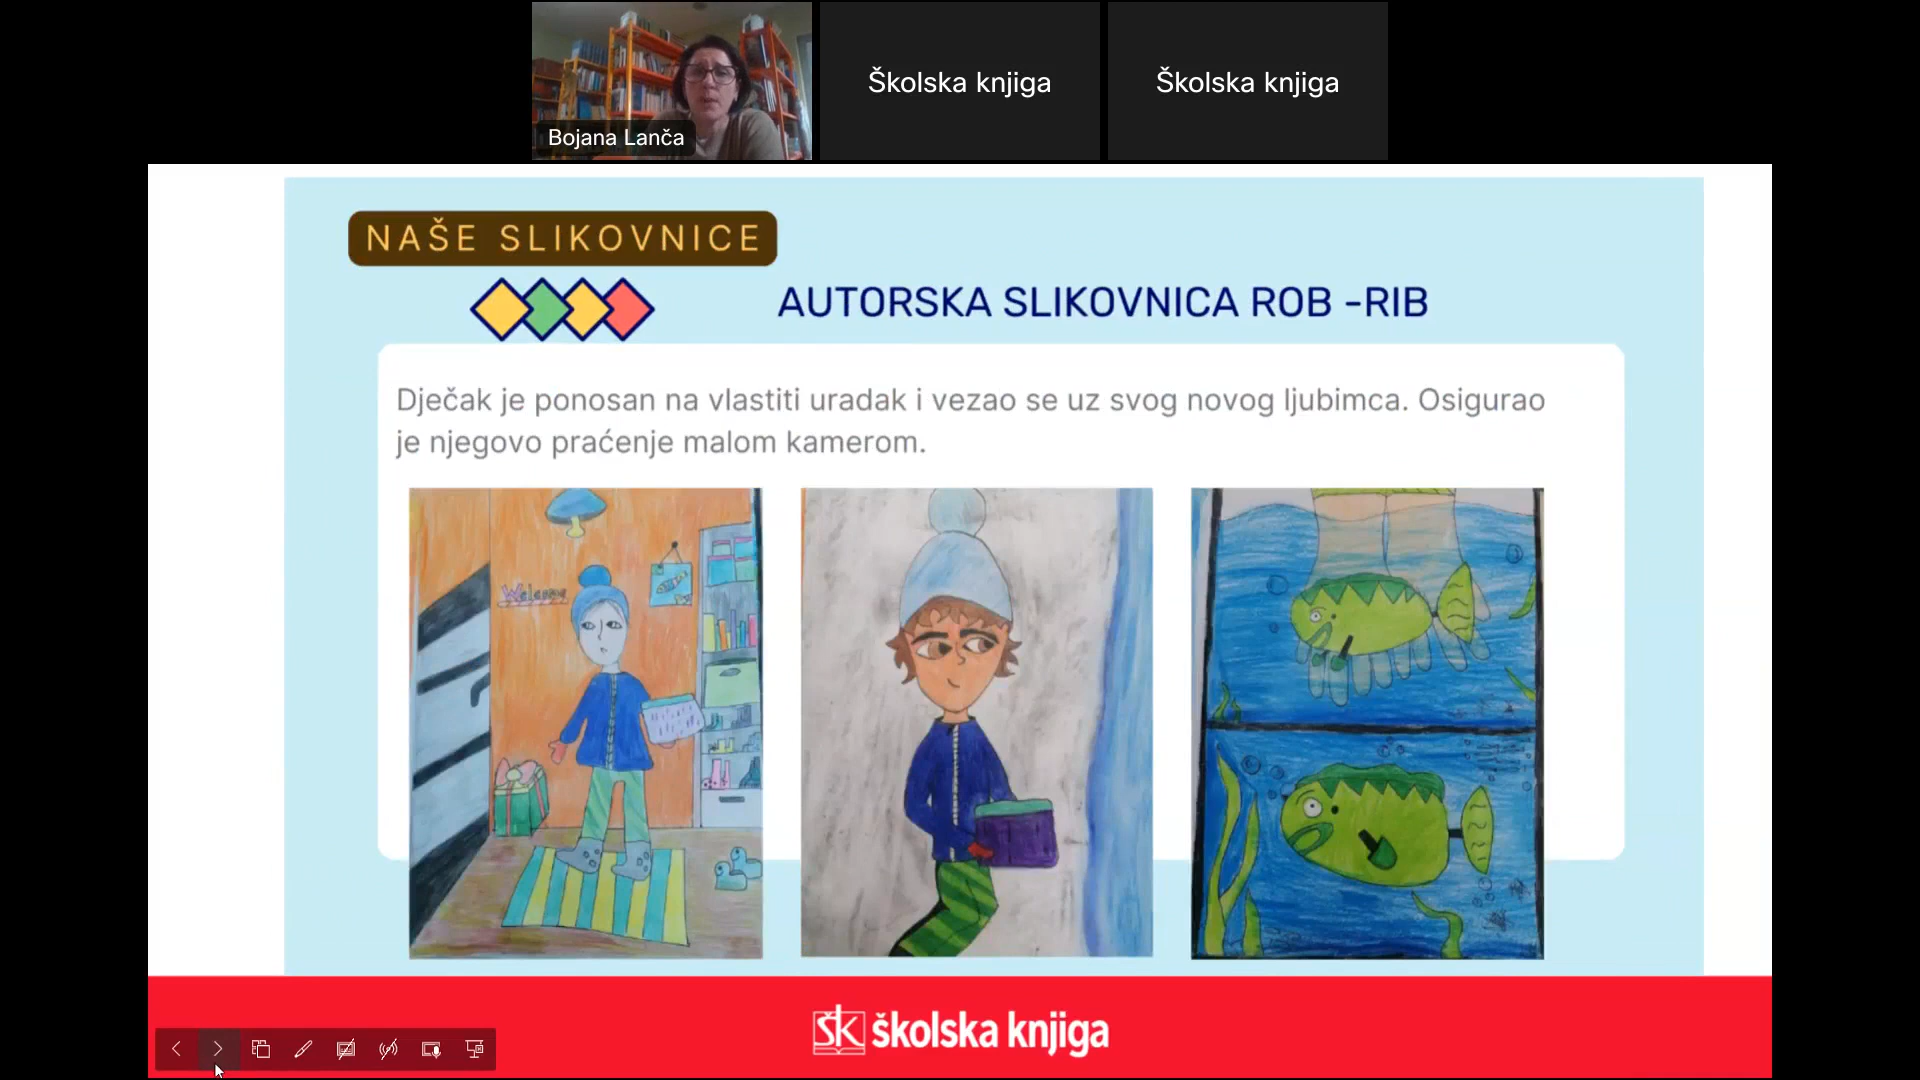 Bojana Lanča
Školska knjiga
Školska knjiga
NAŠE SLIKOVNICE
AUTORSKA SLIKOVNICA ROB -RIB
Dječak je ponosan na vlastiti uradak i vezao se uz svog novog ljubimca. Osigurao
je njegovo praćenje malom kamerom.
Welcome
ŠK školska knjiga